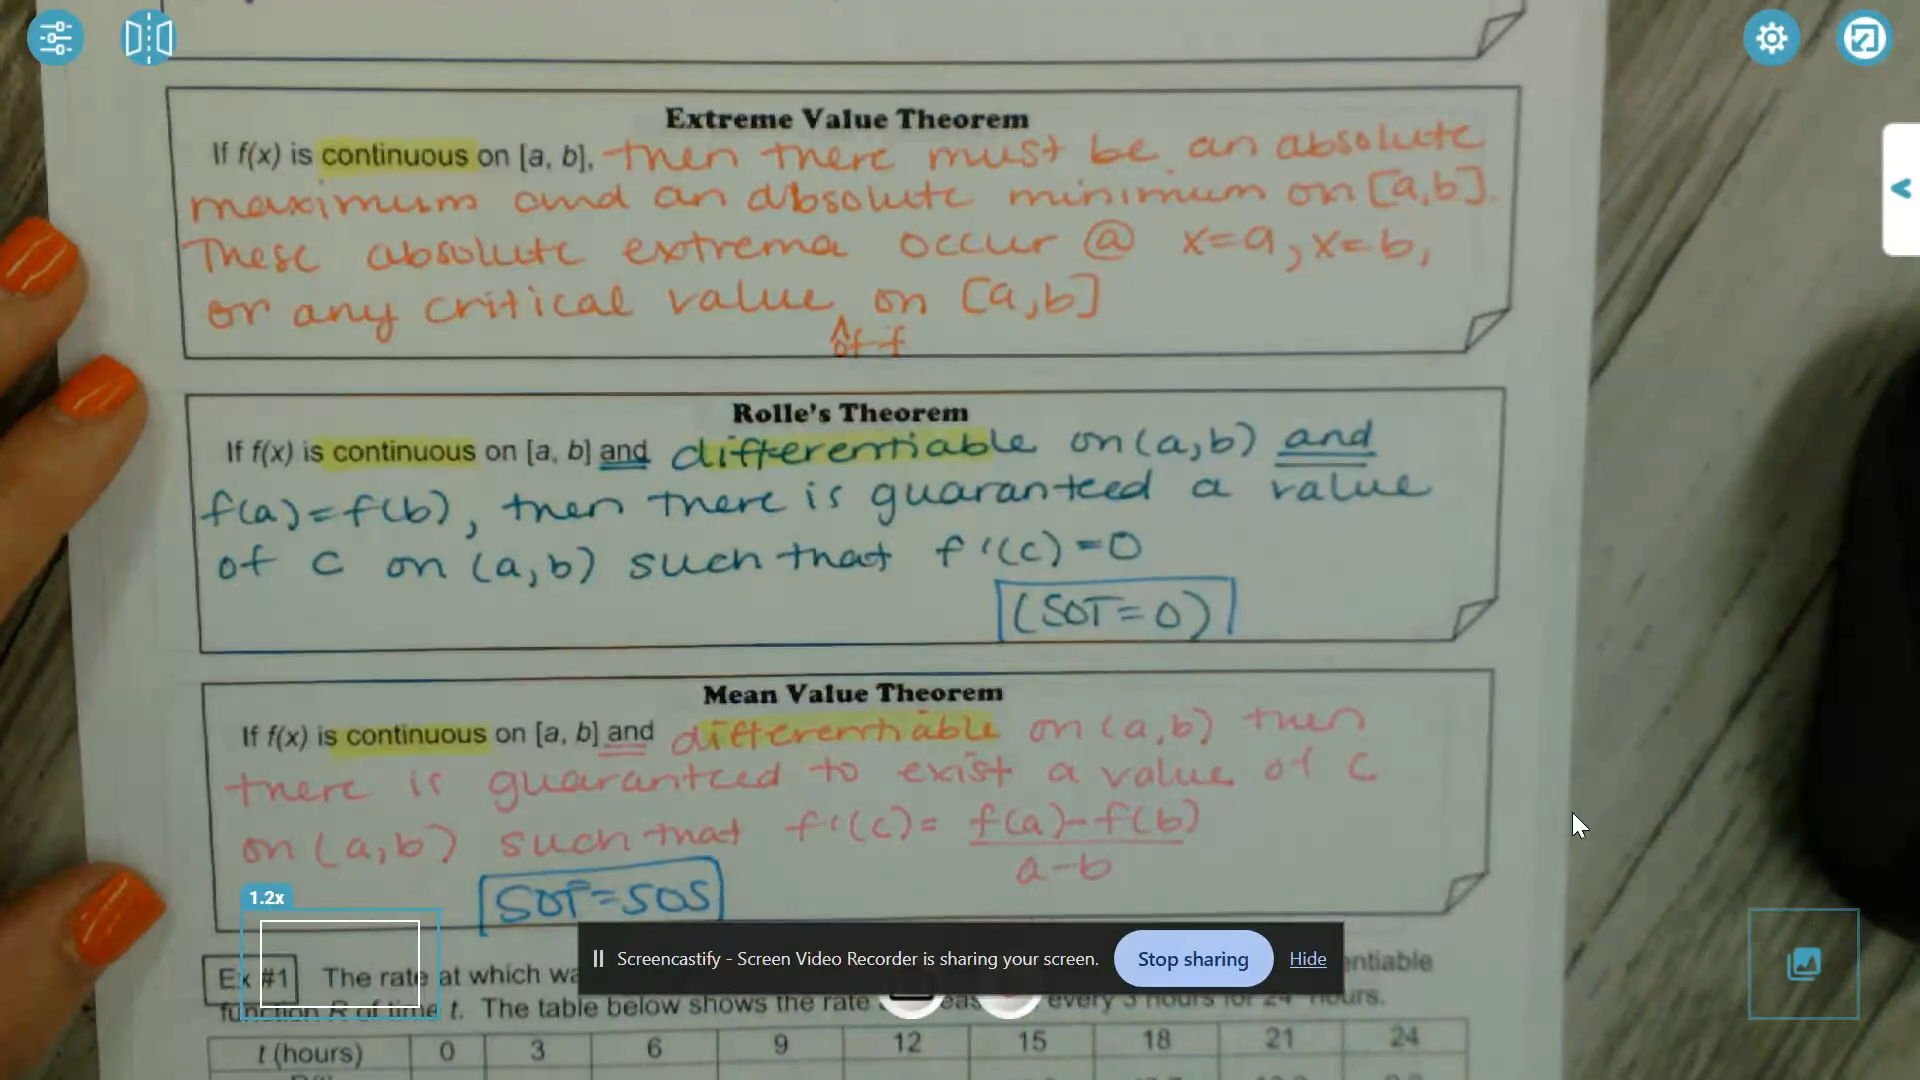 Extreme Value Theorem
If f(x) is continuous on [a, b], then there must be an absolute
maximum and an absolute minimum on [a,b].
These absolute extrema occur @ x=a, x=b,
or any critical value on [a,b]
^ of f
Rolle's Theorem
If f(x) is continuous on [a, b] and differentiable on (a,b) and
f(a)=f(b), then there is guaranteed a value
of c on (a,b) such that f'(c)=0
(SOT=0)
Mean Value Theorem
If f(x) is continuous on [a, b] and differentiable on (a,b) then
there is guaranteed to exist a value of c
on (a,b) such that f'(c)= f(a)-f(b)
a-b
1.2x
SOT=SOS
Screencastify - Screen Video Recorder is sharing your screen. Stop sharing Hide
Ex #1 The rate at which
function R of time t. The table below shows the rate every 3 hours for 24 hours.
t (hours) 0 3 6 9 12 15 18 21 24